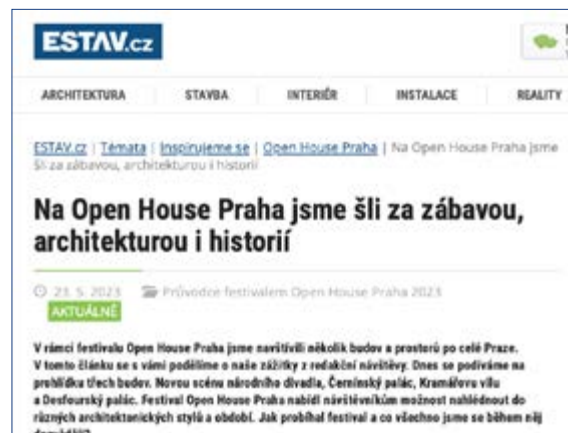 ESTAV.cz
ARCHITEKTURA STAVBA INTERIÉR INSTALACE REALITY
ESTAV.cz | Témata | Inspirujeme se | Open House Praha | Na Open House Praha jsme
šli za zábavou, architekturou i historií
Na Open House Praha jsme šli za zábavou,
architekturou i historií
23. 5. 2023 Průvodce festivalem Open House Praha 2023
AKTUÁLNĚ
V rámci festivalu Open House Praha jsme navštívili několik budov a prostorů po celé Praze.
V tomto článku se s vámi podělíme o naše zážitky z redakční návštěvy. Dnes se podíváme na
prohlídku třech budov. Novou scénu národního divadla, Černínský palác, Kramářovu vilu
a Desfourský palác. Festival Open House Praha nabídl návštěvníkům možnost nahlédnout do
různých architektonických stylů a období. Jak probíhal festival a co všechno jsme se během něj